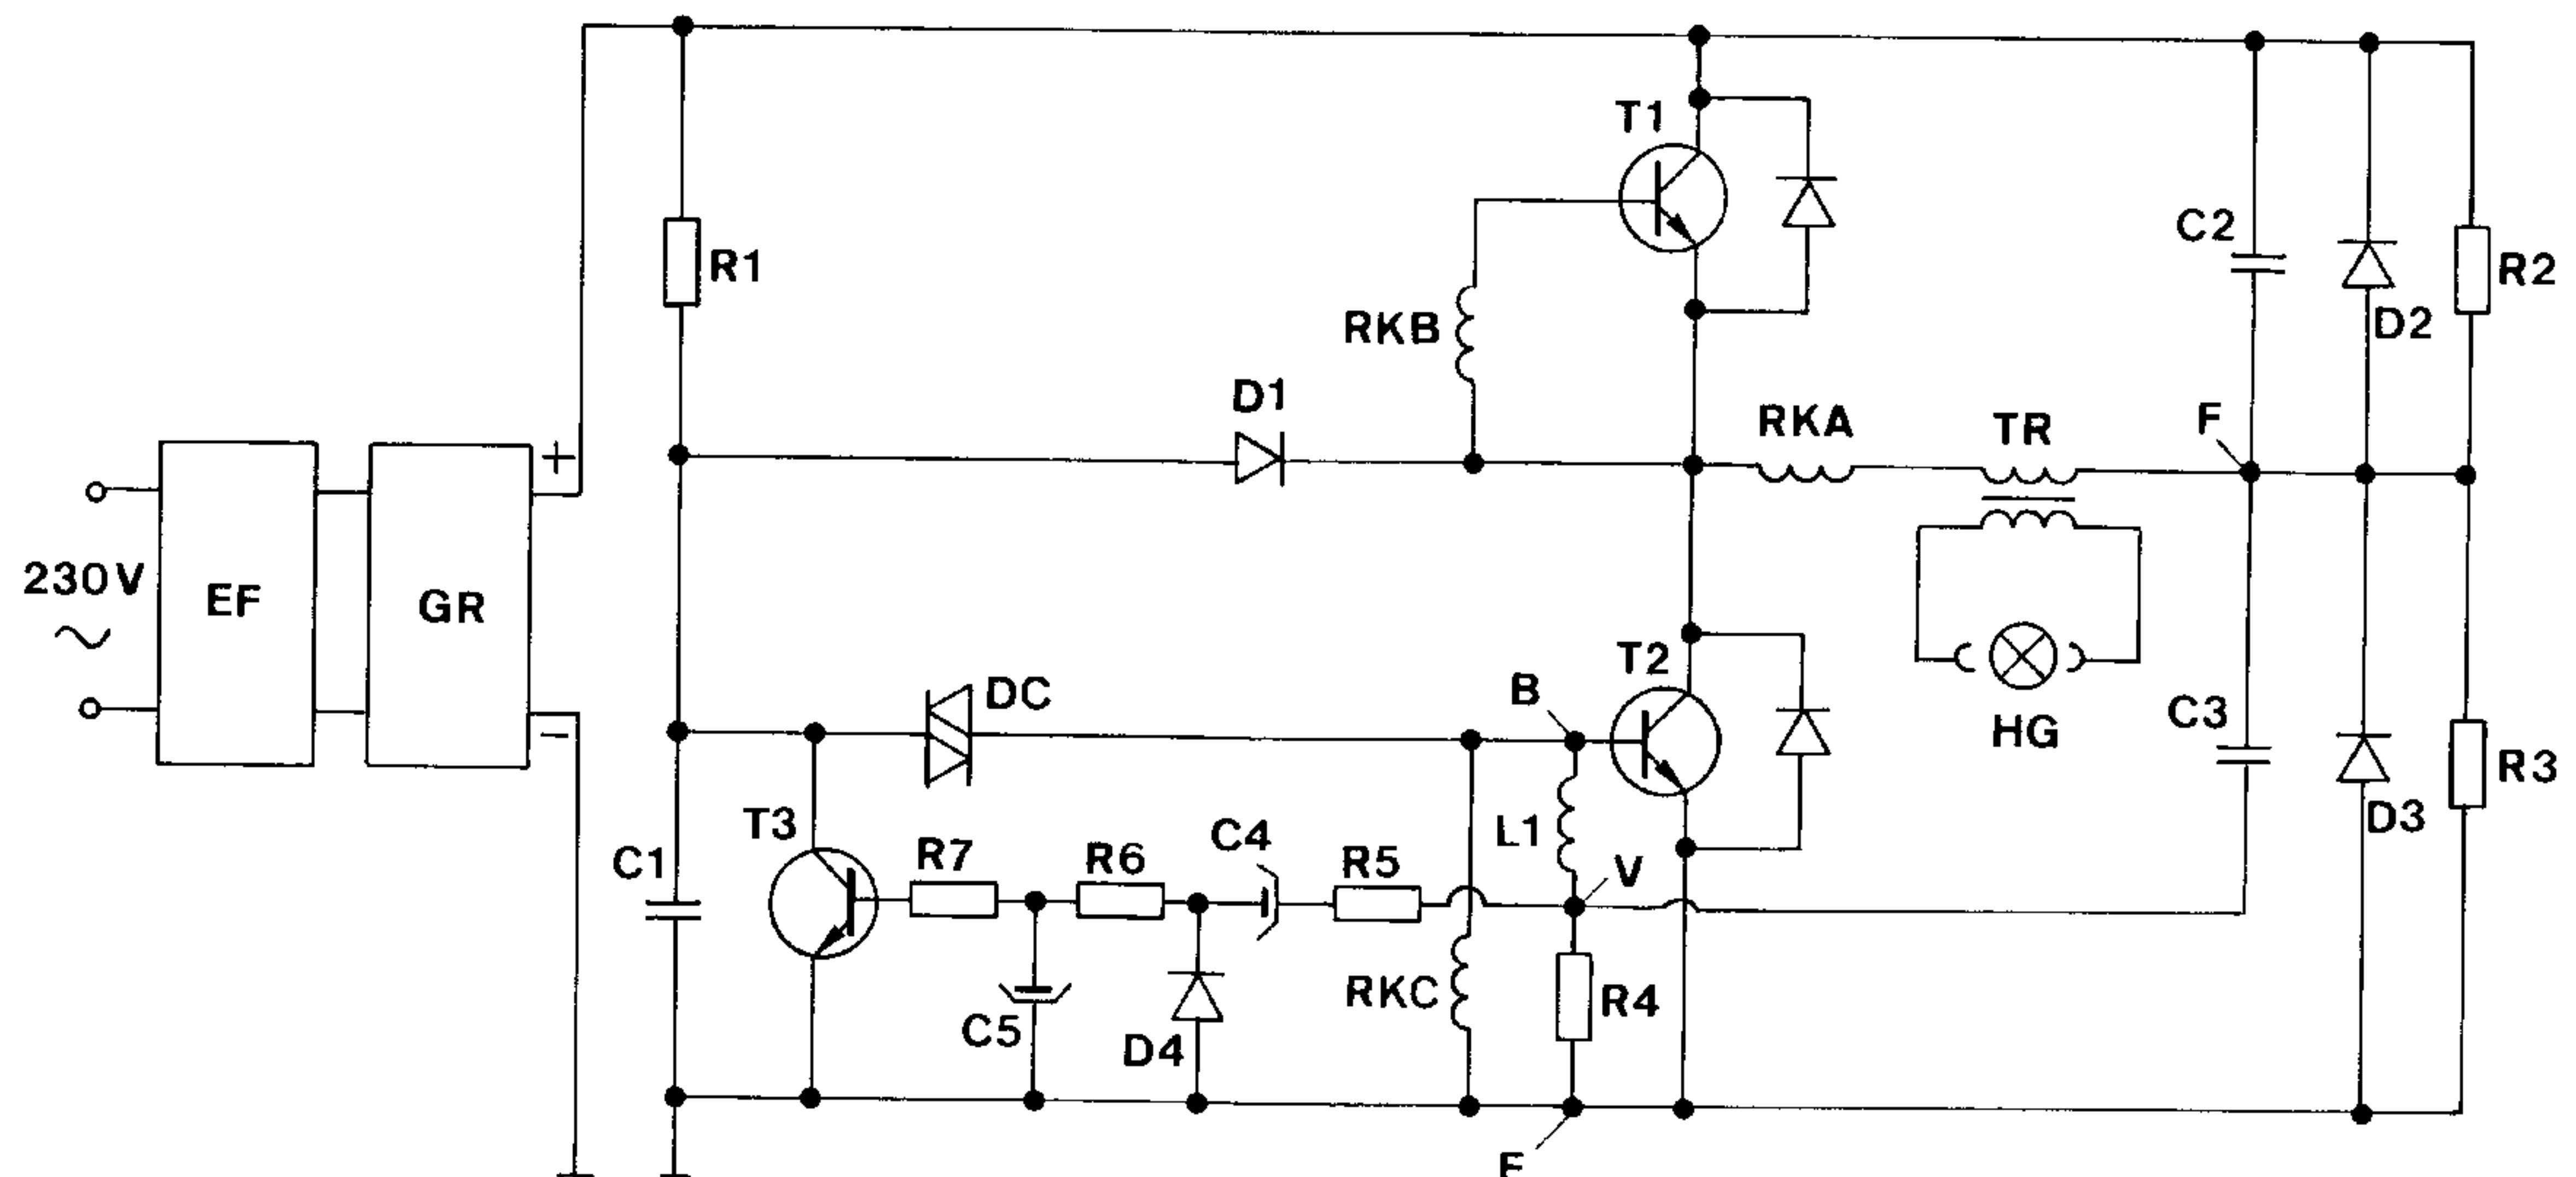 T1
C2
R2
R1
D2
RKB
D1
RKA
TR
F
+
230V
~
EF
GR
−
DC
B
T2
HG
C3
R3
D3
T3
C1
R7
R6
C4
R5
L1
V
C5
D4
RKC
R4